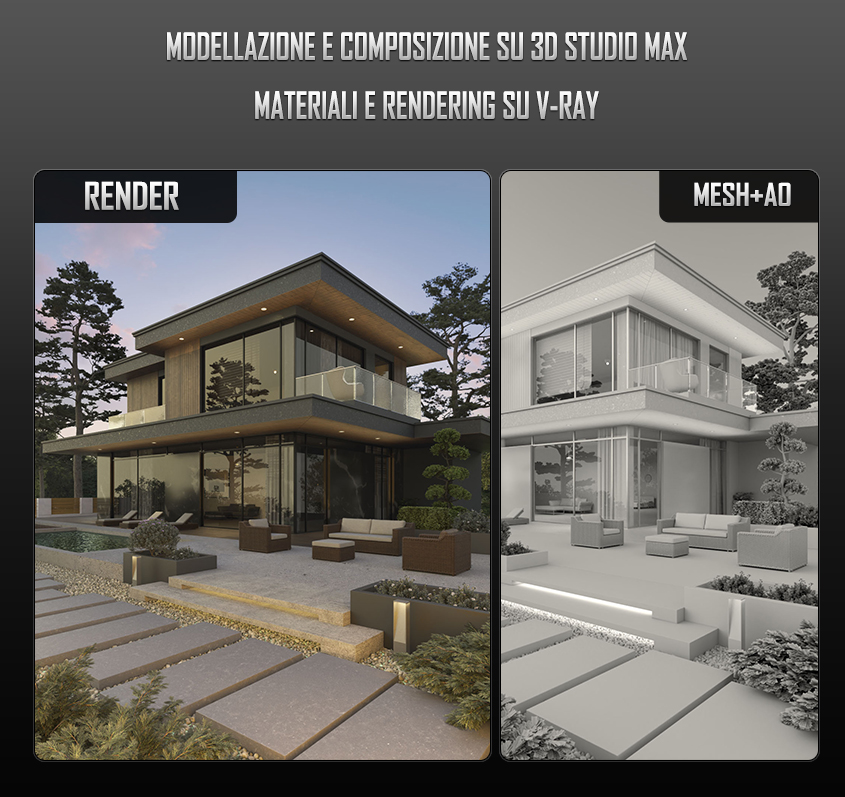 MODELLAZIONE E COMPOSIZIONE SU 3D STUDIO MAX
MATERIALI E RENDERING SU V-RAY
RENDER
MESH+AO